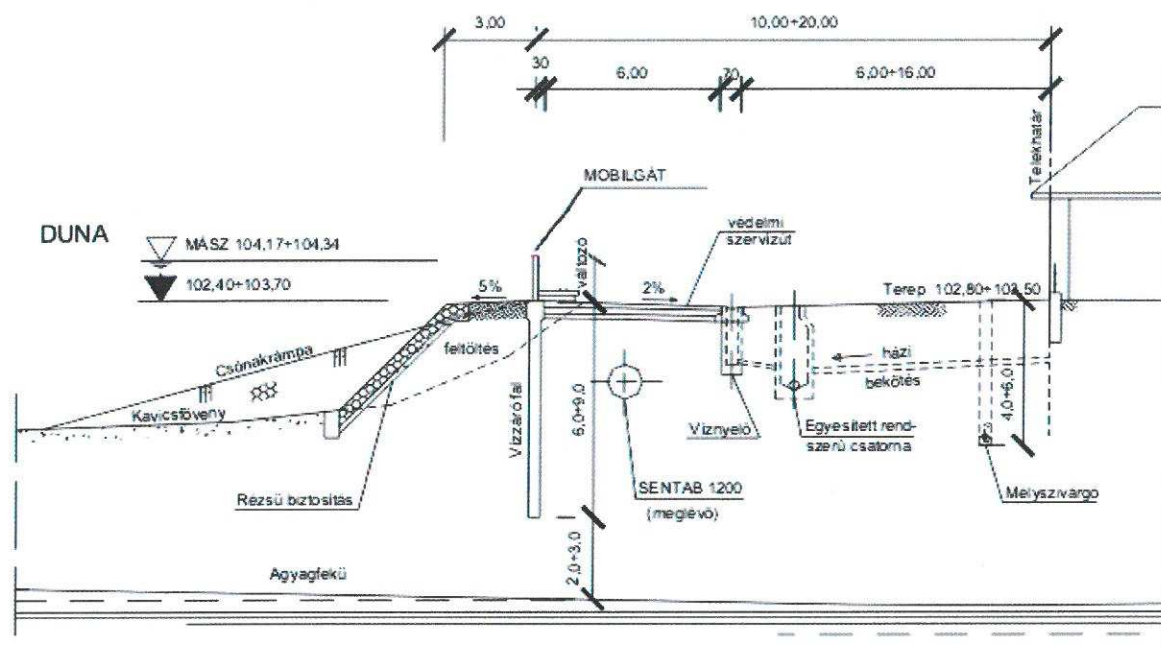 3,00
10,00÷20,00
30
6,00
70
6,00÷16,00
Telekhatár
MOBILGÁT
DUNA
MÁSZ 104,17÷104,34
védelmi
szervizút
változó
102,40÷103,70
5%
2%
Terep 102,80÷103,50
Csónakrámpa
feltöltés
házi
bekötés
Kavicsföveny
Vízzáró fal
6,0÷9,0
4,0÷6,0
Víznyelő
Egyesített rend-
szerű csatorna
Rézsű biztosítás
SENTAB 1200
(meglévő)
Mélyszivárgó
2,0÷3,0
Agyagfekü